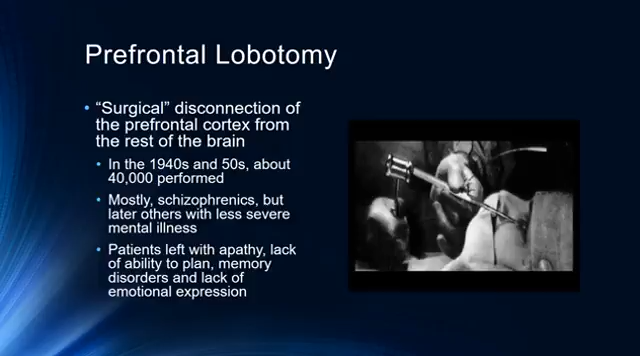 Prefrontal Lobotomy
• “Surgical” disconnection of
the prefrontal cortex from
the rest of the brain
• In the 1940s and 50s, about
40,000 performed
• Mostly, schizophrenics, but
later others with less severe
mental illness
• Patients left with apathy, lack
of ability to plan, memory
disorders and lack of
emotional expression